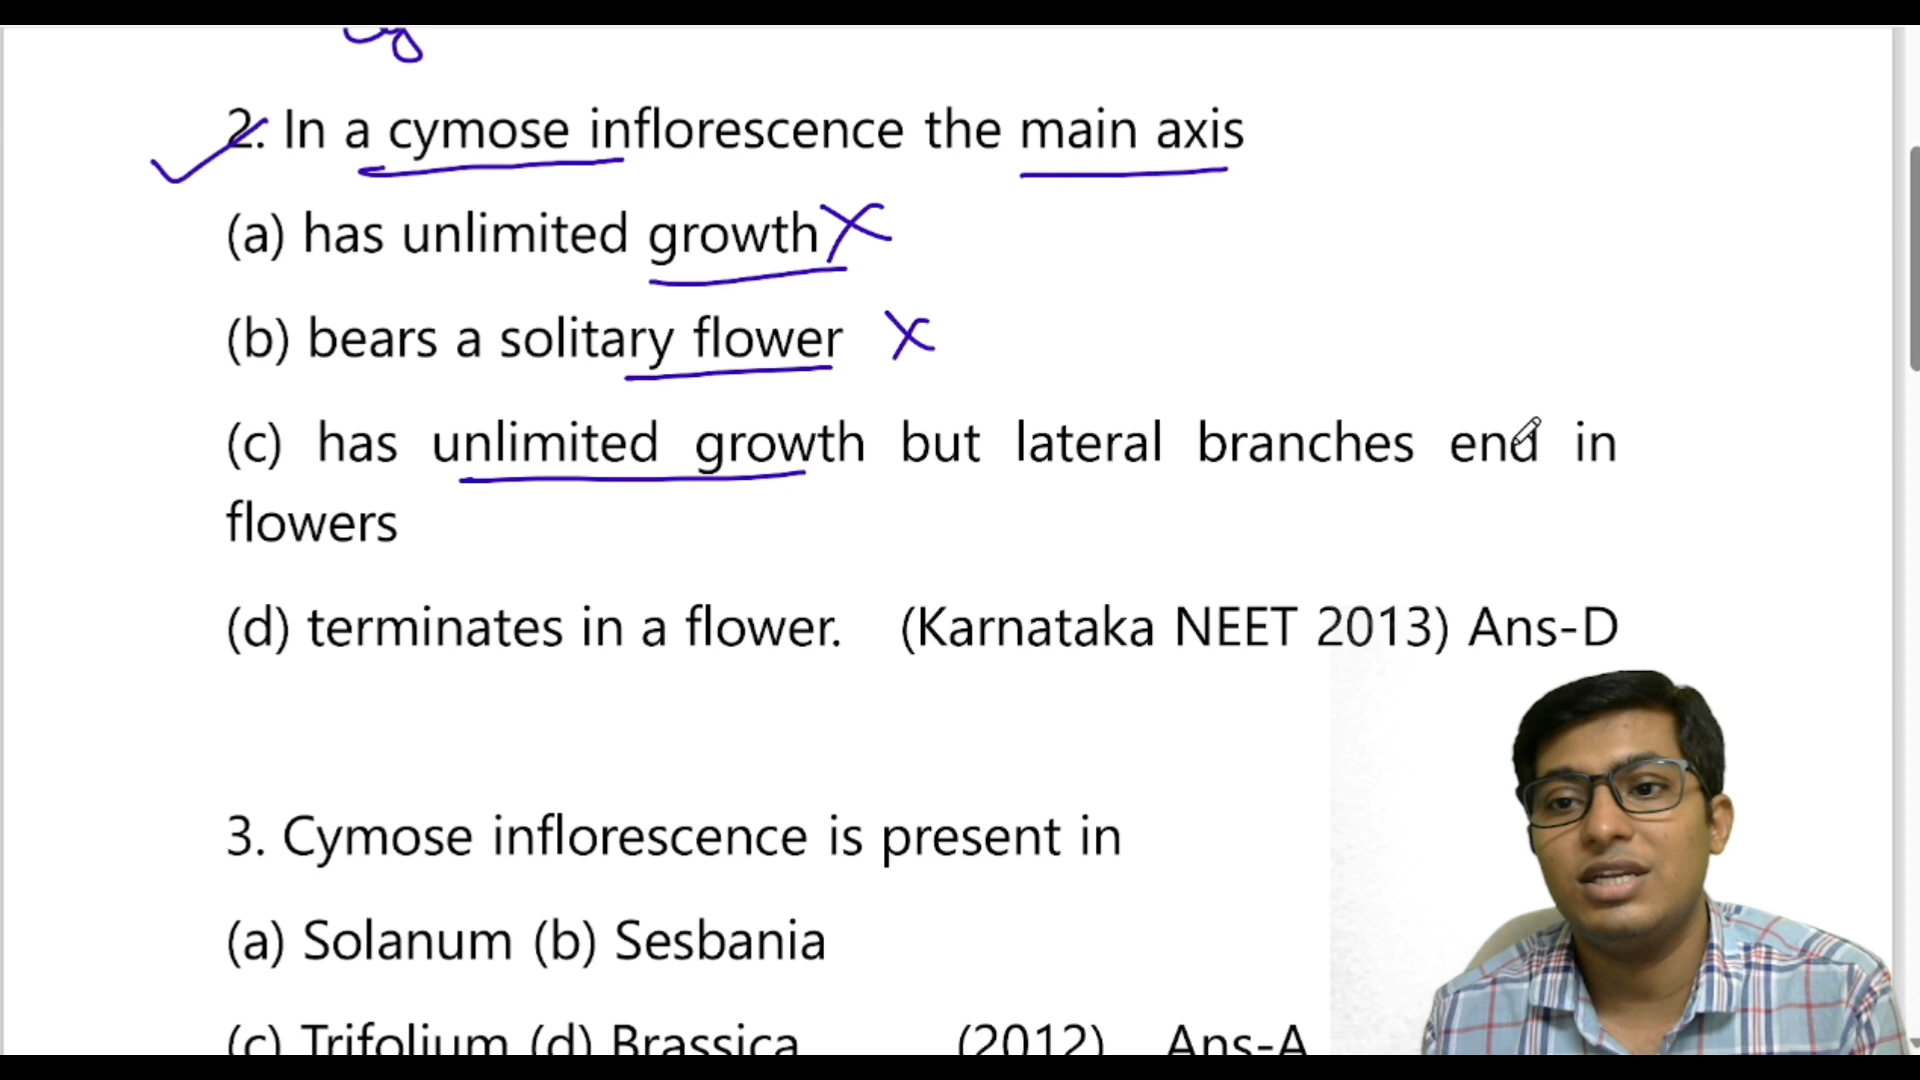 2. In a cymose inflorescence the main axis
(a) has unlimited growth
(b) bears a solitary flower
(c) has unlimited growth but lateral branches end in
flowers
(d) terminates in a flower. (Karnataka NEET 2013) Ans-D
3. Cymose inflorescence is present in
(a) Solanum (b) Sesbania
(c) Trifolium (d) Brassica (2012) Ans-A